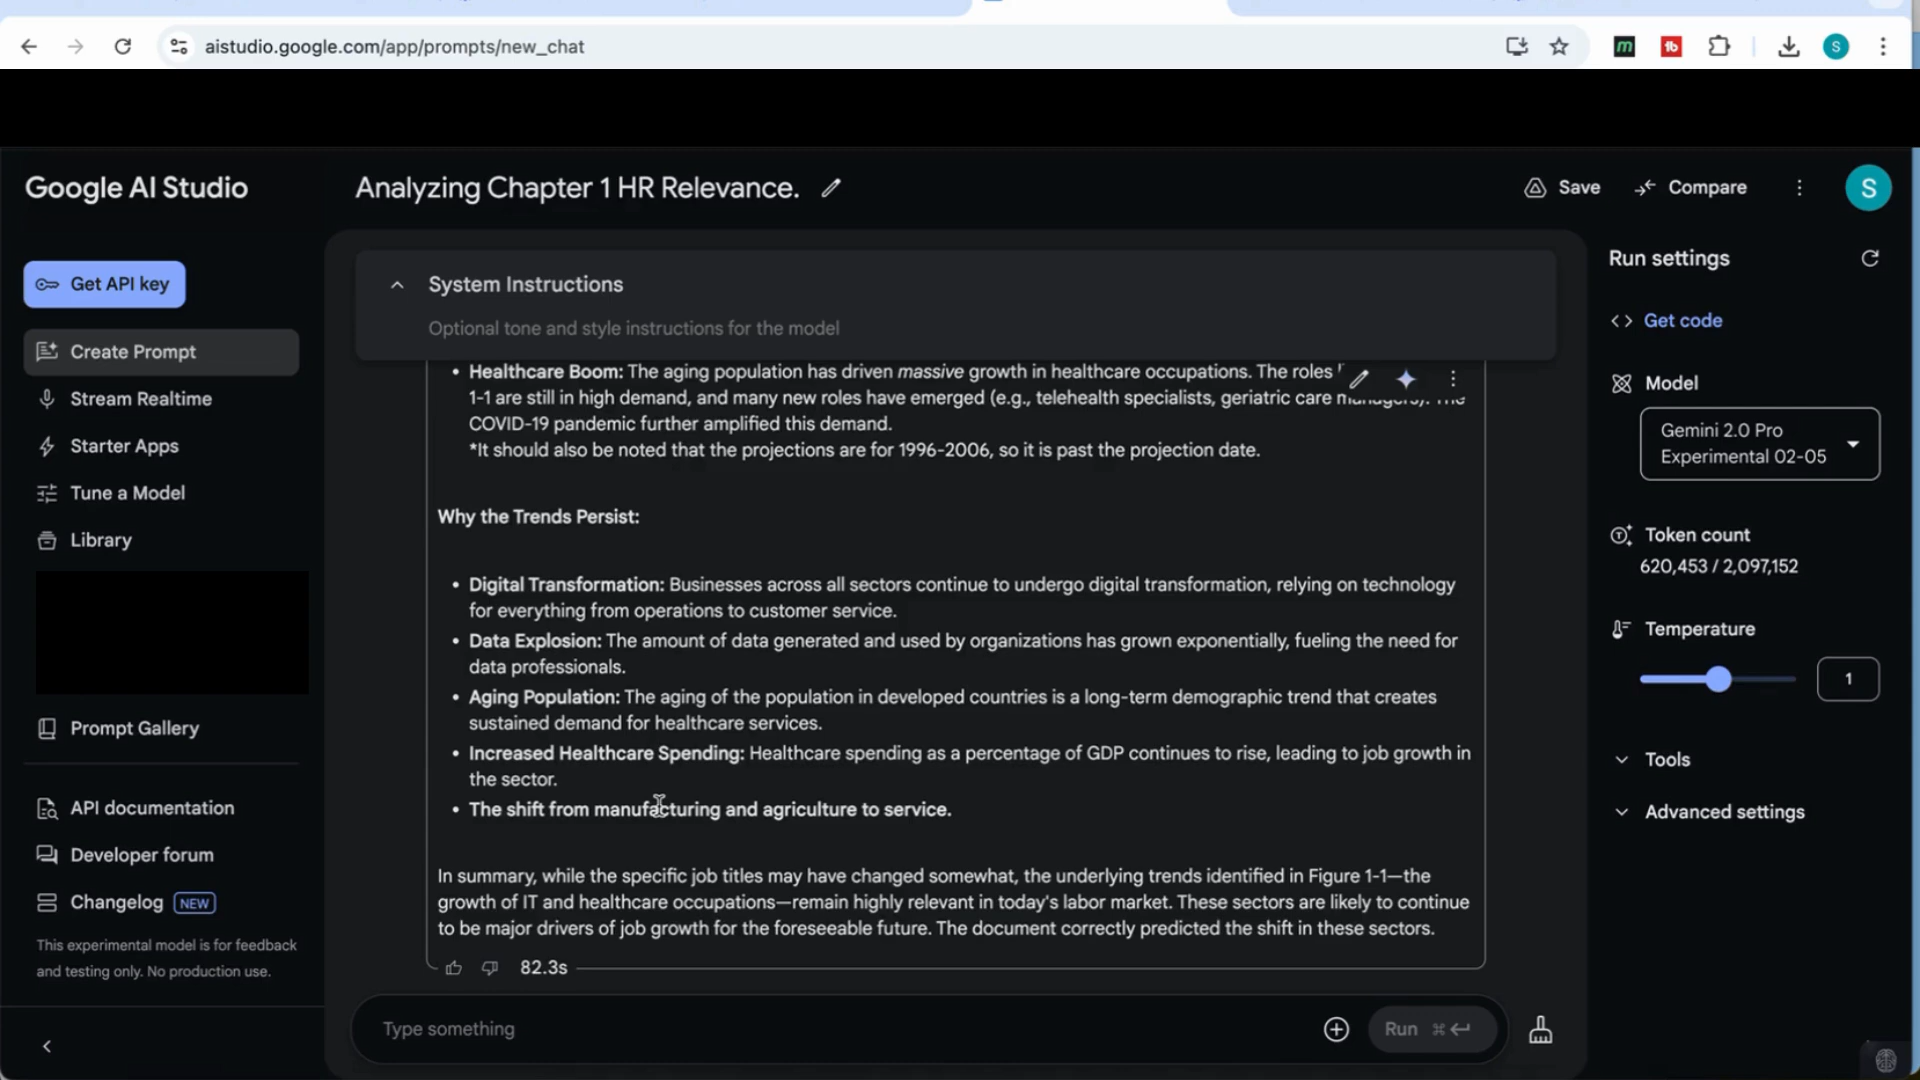 aistudio.google.com/app/prompts/new_chat
S
Google AI Studio
Analyzing Chapter 1 HR Relevance.
Save
Compare
S
Get API key
Create Prompt
Stream Realtime
Starter Apps
Tune a Model
Library
Prompt Gallery
API documentation
Developer forum
Changelog NEW
This experimental model is for feedback
and testing only. No production use.
System Instructions
Optional tone and style instructions for the model
• Healthcare Boom: The aging population has driven massive growth in healthcare occupations. The roles
1-1 are still in high demand, and many new roles have emerged (e.g., telehealth specialists, geriatric care managers). The
COVID-19 pandemic further amplified this demand.
*It should also be noted that the projections are for 1996-2006, so it is past the projection date.
Why the Trends Persist:
• Digital Transformation: Businesses across all sectors continue to undergo digital transformation, relying on technology
for everything from operations to customer service.
• Data Explosion: The amount of data generated and used by organizations has grown exponentially, fueling the need for
data professionals.
• Aging Population: The aging of the population in developed countries is a long-term demographic trend that creates
sustained demand for healthcare services.
• Increased Healthcare Spending: Healthcare spending as a percentage of GDP continues to rise, leading to job growth in
the sector.
• The shift from manufacturing and agriculture to service.
In summary, while the specific job titles may have changed somewhat, the underlying trends identified in Figure 1-1—the
growth of IT and healthcare occupations—remain highly relevant in today's labor market. These sectors are likely to continue
to be major drivers of job growth for the foreseeable future. The document correctly predicted the shift in these sectors.
82.3s
Type something
Run ⌘
Run settings
Get code
Model
Gemini 2.0 Pro
Experimental 02-05
Token count
620,453 / 2,097,152
Temperature
1
Tools
Advanced settings